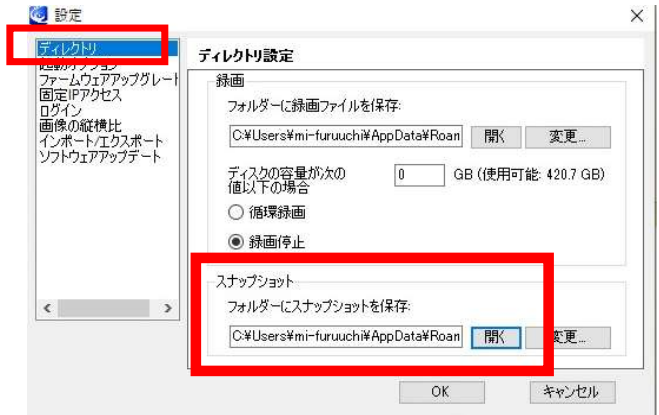 設定
ディレクトリ
起動オプション
ファームウェアアップグレート
固定IPアクセス
ログイン
画像の縦横比
インポート/エクスポート
ソフトウェアアップデート
ディレクトリ設定
録画
フォルダーに録画ファイルを保存:
C:¥Users¥mi-furuuchi¥AppData¥Roan 開く 変更...
ディスクの容量が次の
値以下の場合
0 GB (使用可能: 420.7 GB)
循環録画
録画停止
スナップショット
フォルダーにスナップショットを保存:
C:¥Users¥mi-furuuchi¥AppData¥Roan 開く 変更...
OK キャンセル